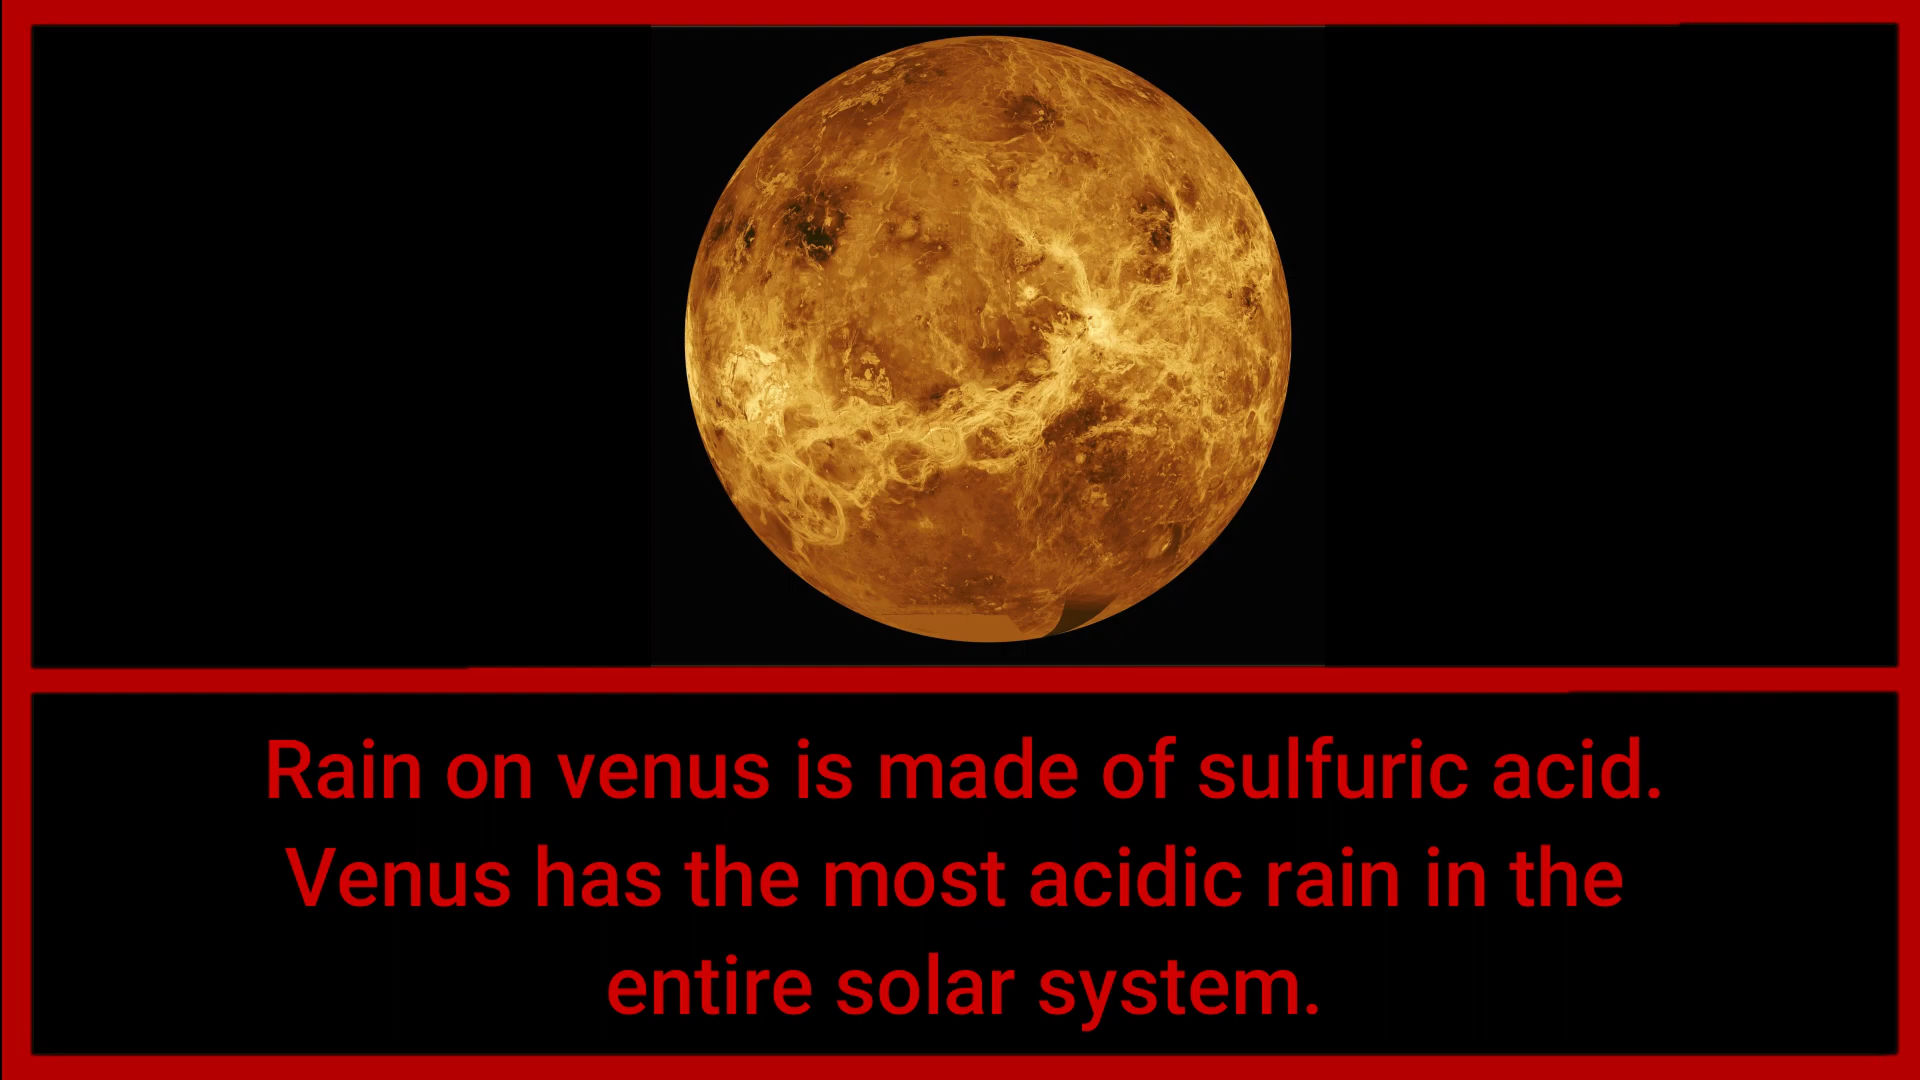 Rain on venus is made of sulfuric acid.
Venus has the most acidic rain in the
entire solar system.